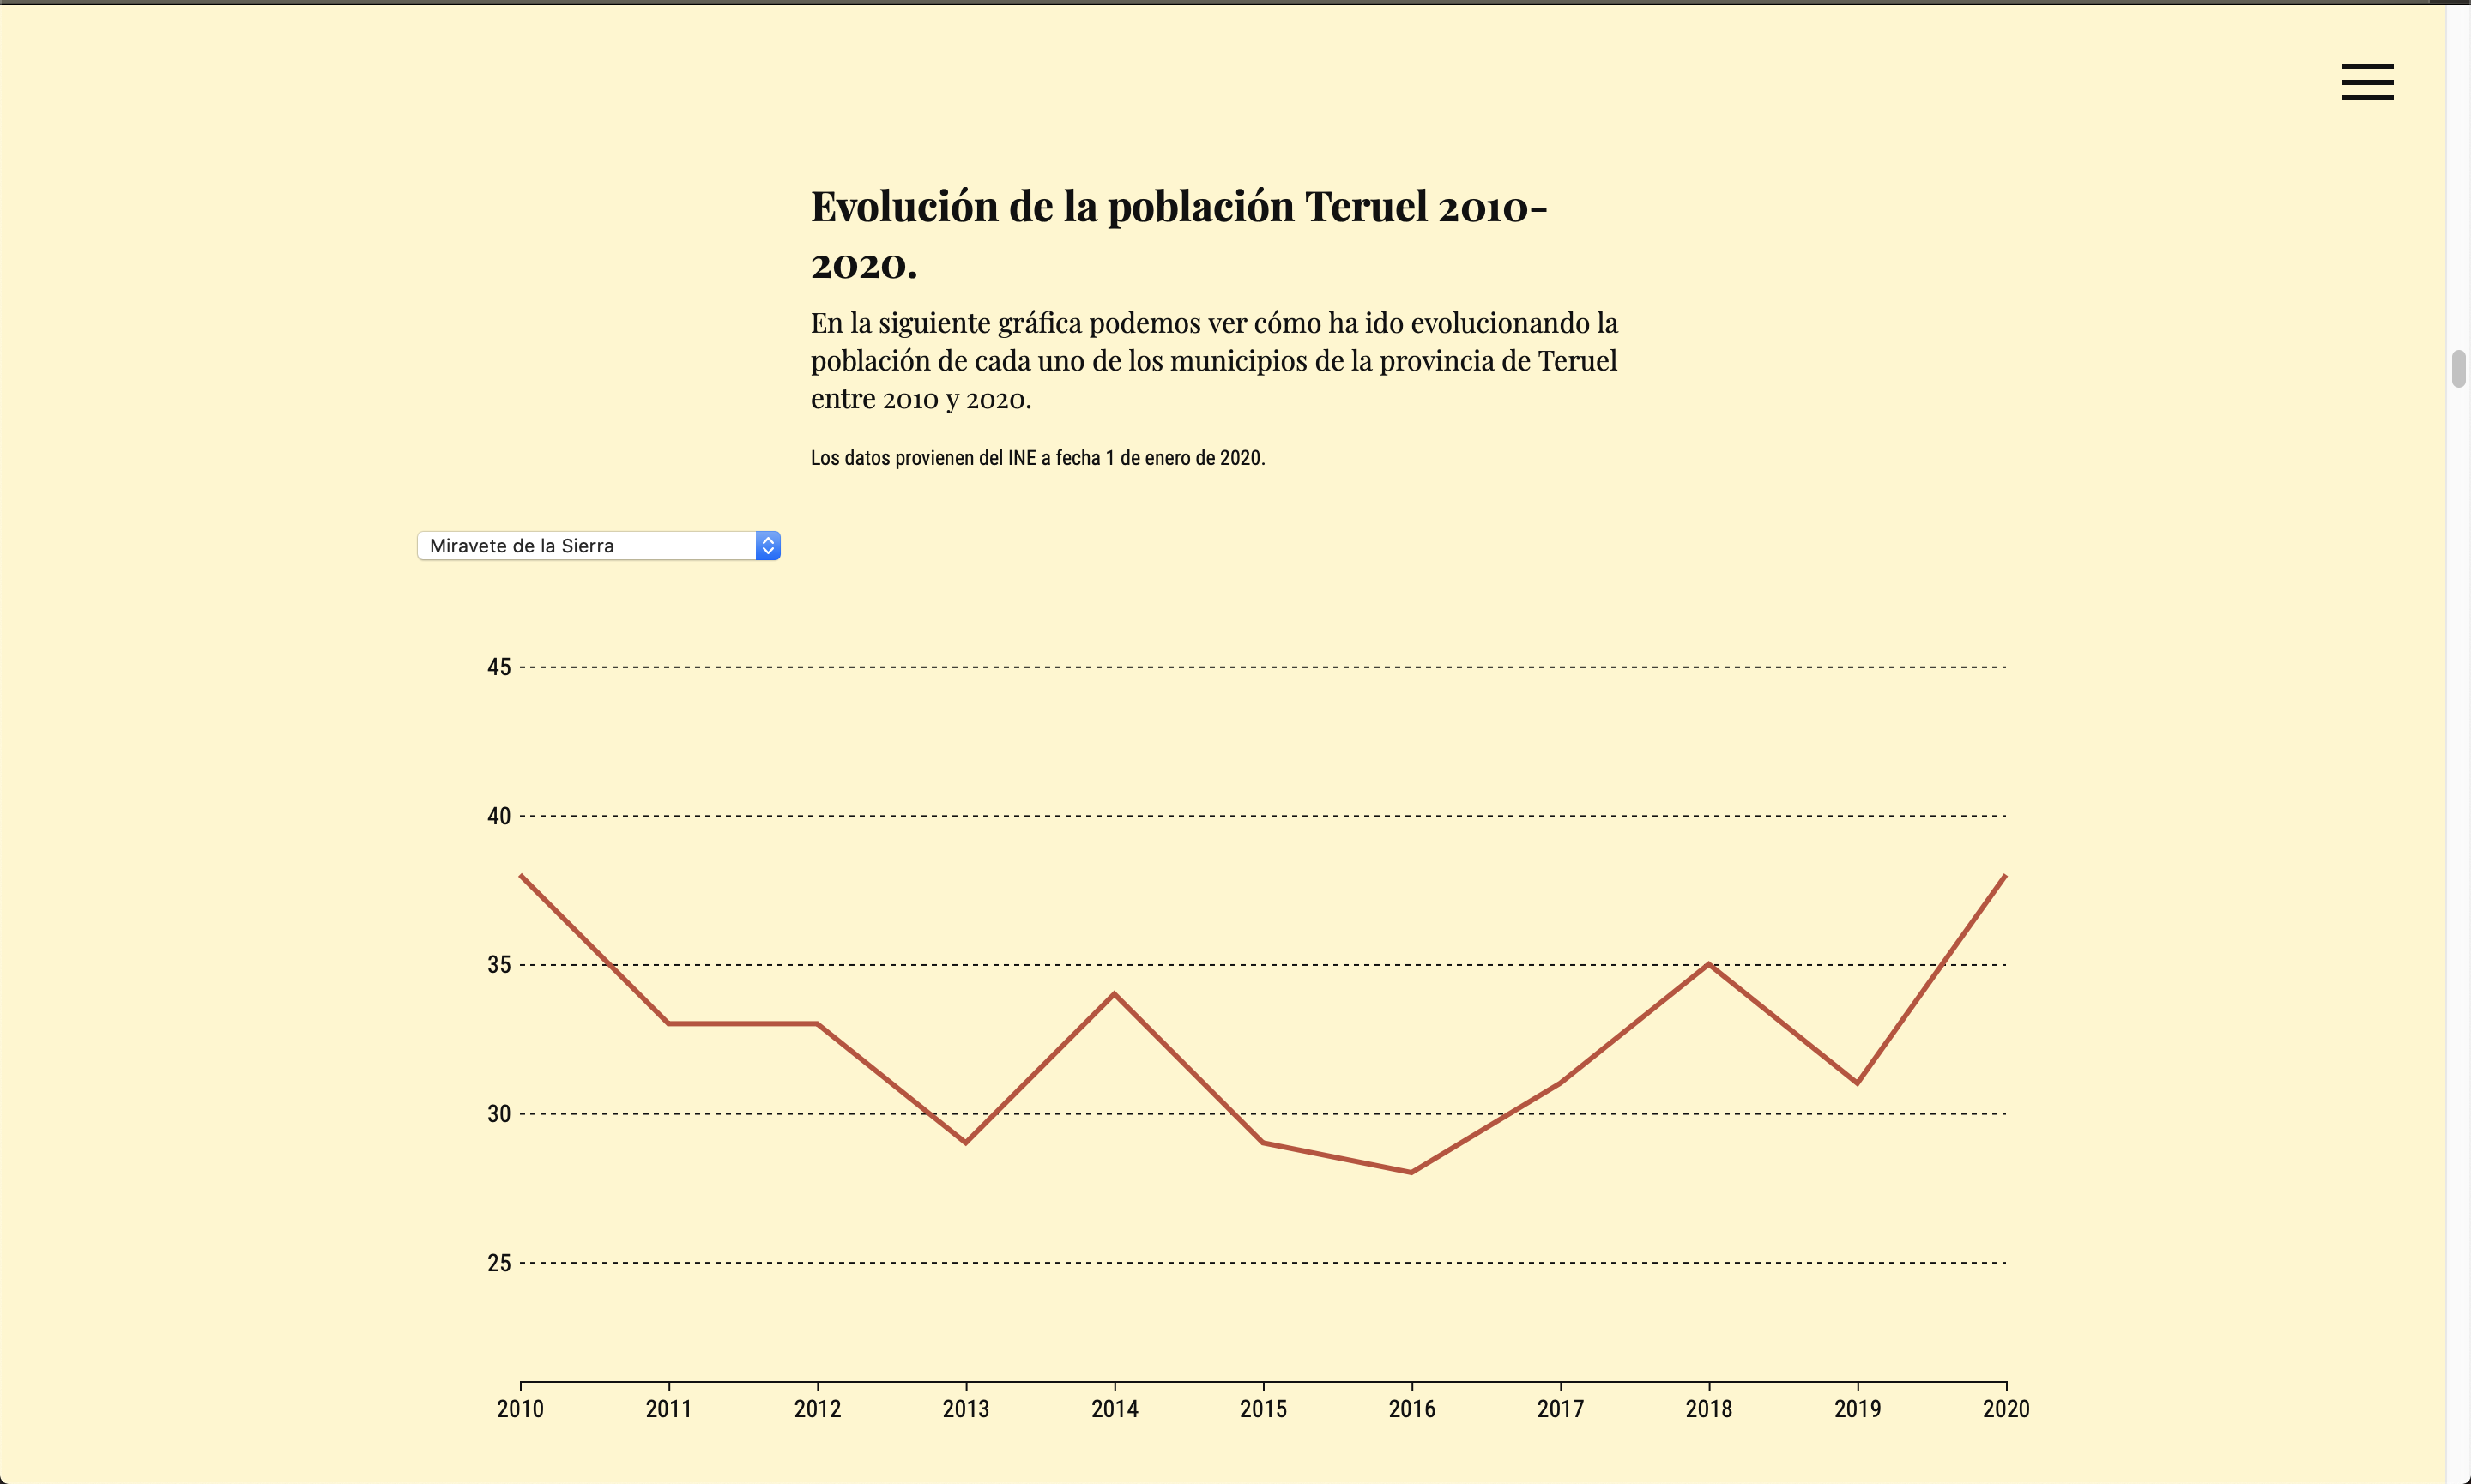 Evolución de la población Teruel 2010-
2020.
En la siguiente gráfica podemos ver cómo ha ido evolucionando la
población de cada uno de los municipios de la provincia de Teruel
entre 2010 y 2020.
Los datos provienen del INE a fecha 1 de enero de 2020.
Miravete de la Sierra
45
40
35
30
25
2010 2011 2012 2013 2014 2015 2016 2017 2018 2019 2020